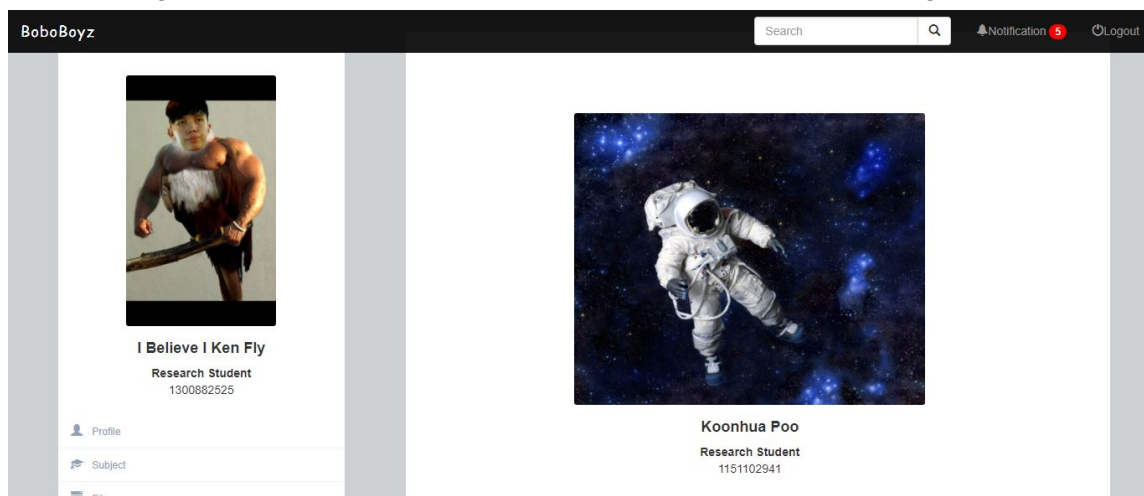 BoboBoyz
Search
Notification 5
Logout
I Believe I Ken Fly
Research Student
1300882525
Profile
Subject
Koonhua Poo
Research Student
1151102941